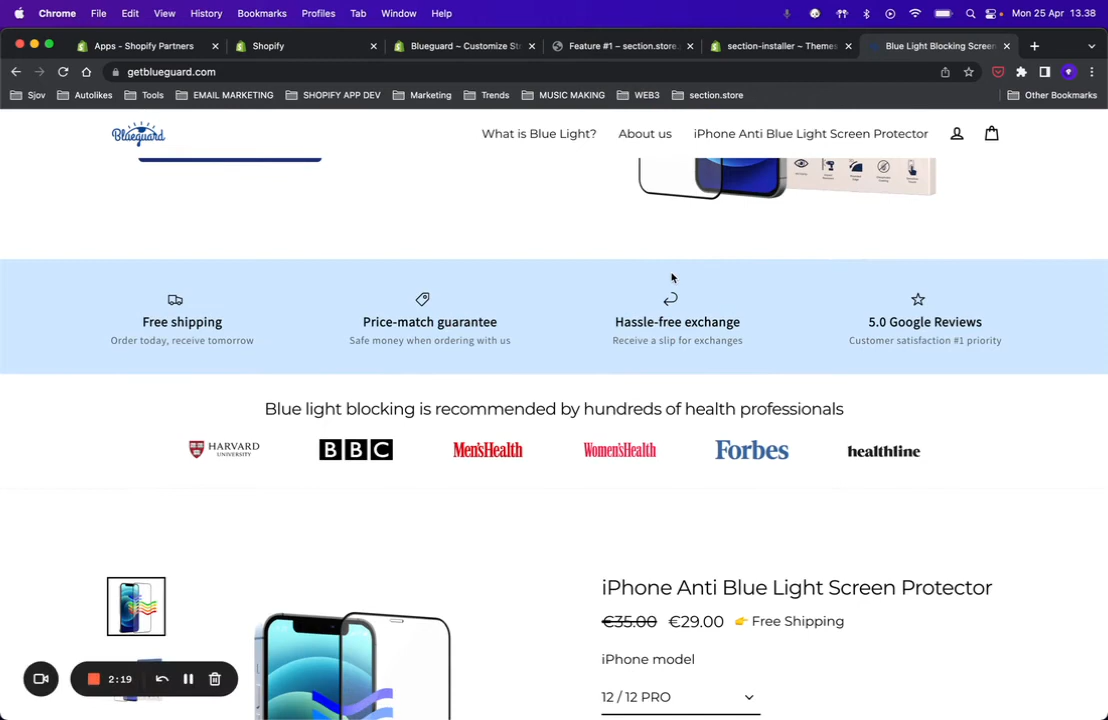 Chrome File Edit View History Bookmarks Profiles Tab Window Help Mon 25 Apr 13.38
Apps - Shopify Partners Shopify Blueguard ~ Customize St Feature #1 – section.store. section-installer ~ Themes Blue Light Blocking Screen
getblueguard.com
Sjov Autolikes Tools EMAIL MARKETING SHOPIFY APP DEV Marketing Trends MUSIC MAKING WEB3 section.store Other Bookmarks
Blueguard What is Blue Light? About us iPhone Anti Blue Light Screen Protector
Free shipping Price-match guarantee Hassle-free exchange 5.0 Google Reviews
Order today, receive tomorrow Safe money when ordering with us Receive a slip for exchanges Customer satisfaction #1 priority
Blue light blocking is recommended by hundreds of health professionals
HARVARD UNIVERSITY BBC Men'sHealth Women'sHealth Forbes healthline
iPhone Anti Blue Light Screen Protector
€35.00 €29.00 👉 Free Shipping
iPhone model
12 / 12 PRO
2:19